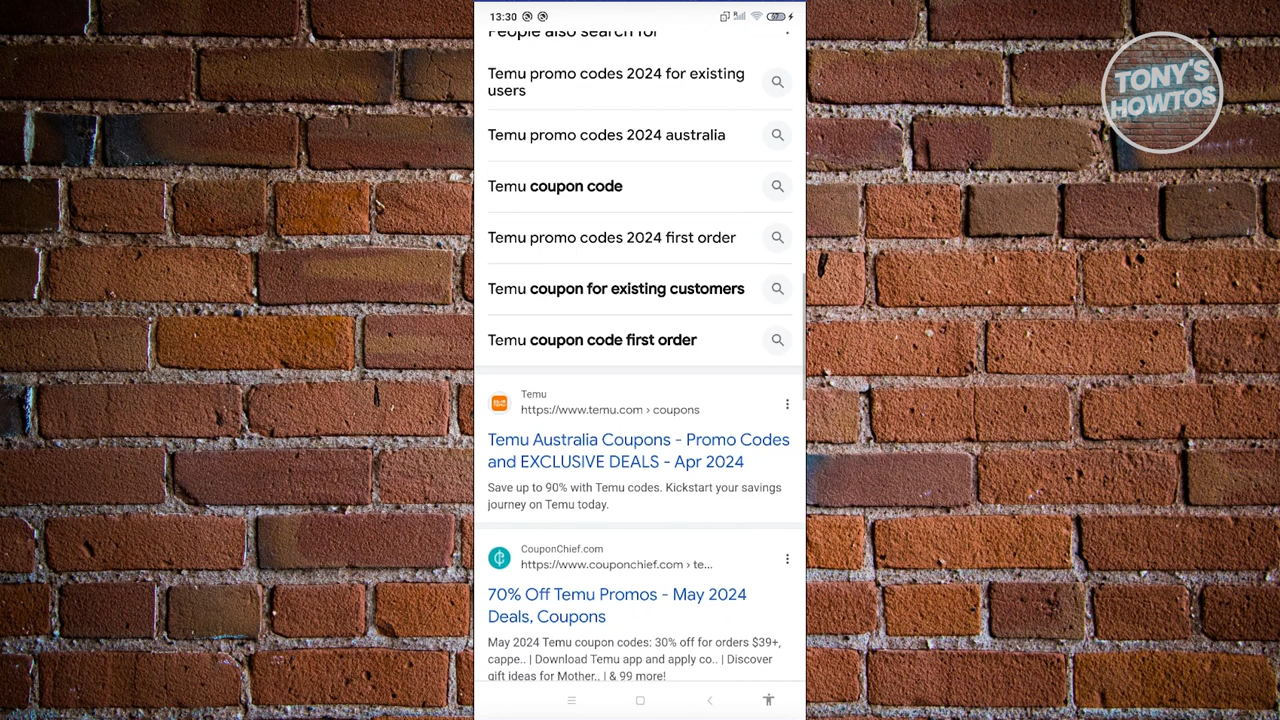 13:30
TONY'S
HOWTOS
People also search for
Temu promo codes 2024 for existing
users
Temu promo codes 2024 australia
Temu coupon code
Temu promo codes 2024 first order
Temu coupon for existing customers
Temu coupon code first order
Temu
https://www.temu.com › coupons
Temu Australia Coupons - Promo Codes
and EXCLUSIVE DEALS - Apr 2024
Save up to 90% with Temu codes. Kickstart your savings
journey on Temu today.
CouponChief.com
https://www.couponchief.com › te...
70% Off Temu Promos - May 2024
Deals, Coupons
May 2024 Temu coupon codes: 30% off for orders $39+,
cappe.. | Download Temu app and apply co.. | Discover
gift ideas for Mother.. | & 99 more!